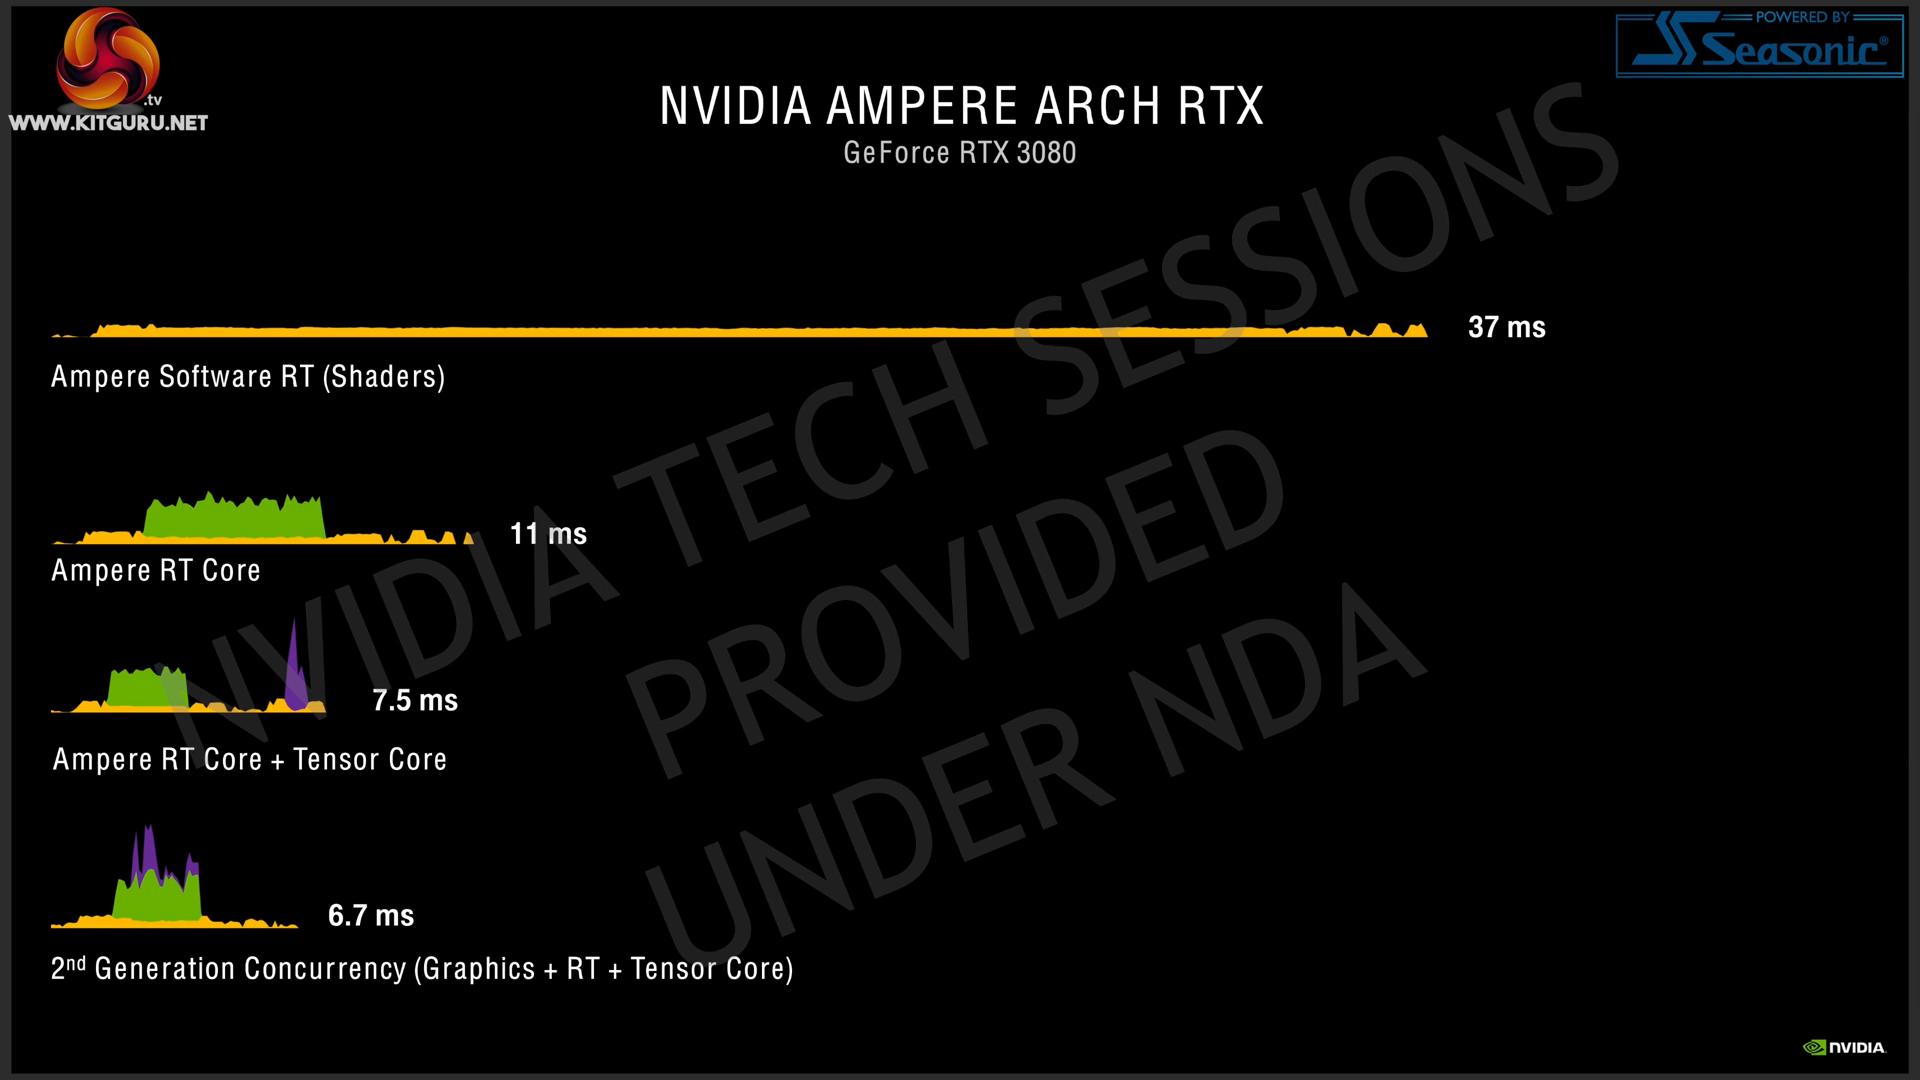 .tv
WWW.KITGURU.NET
POWERED BY
Seasonic®
NVIDIA AMPERE ARCH RTX
GeForce RTX 3080
37 ms
Ampere Software RT (Shaders)
11 ms
Ampere RT Core
7.5 ms
Ampere RT Core + Tensor Core
6.7 ms
2nd Generation Concurrency (Graphics + RT + Tensor Core)
NVIDIA TECH SESSIONS
PROVIDED
UNDER NDA
NVIDIA.